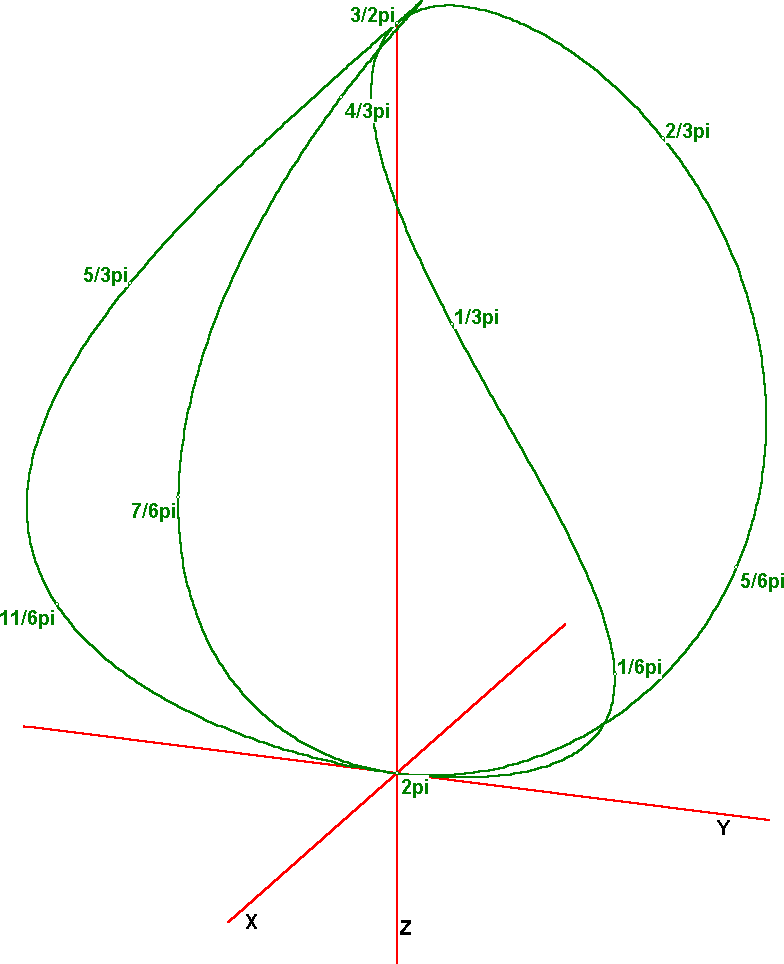 3/2pi
4/3pi
2/3pi
5/3pi
1/3pi
7/6pi
5/6pi
11/6pi
1/6pi
2pi
Y
X
Z